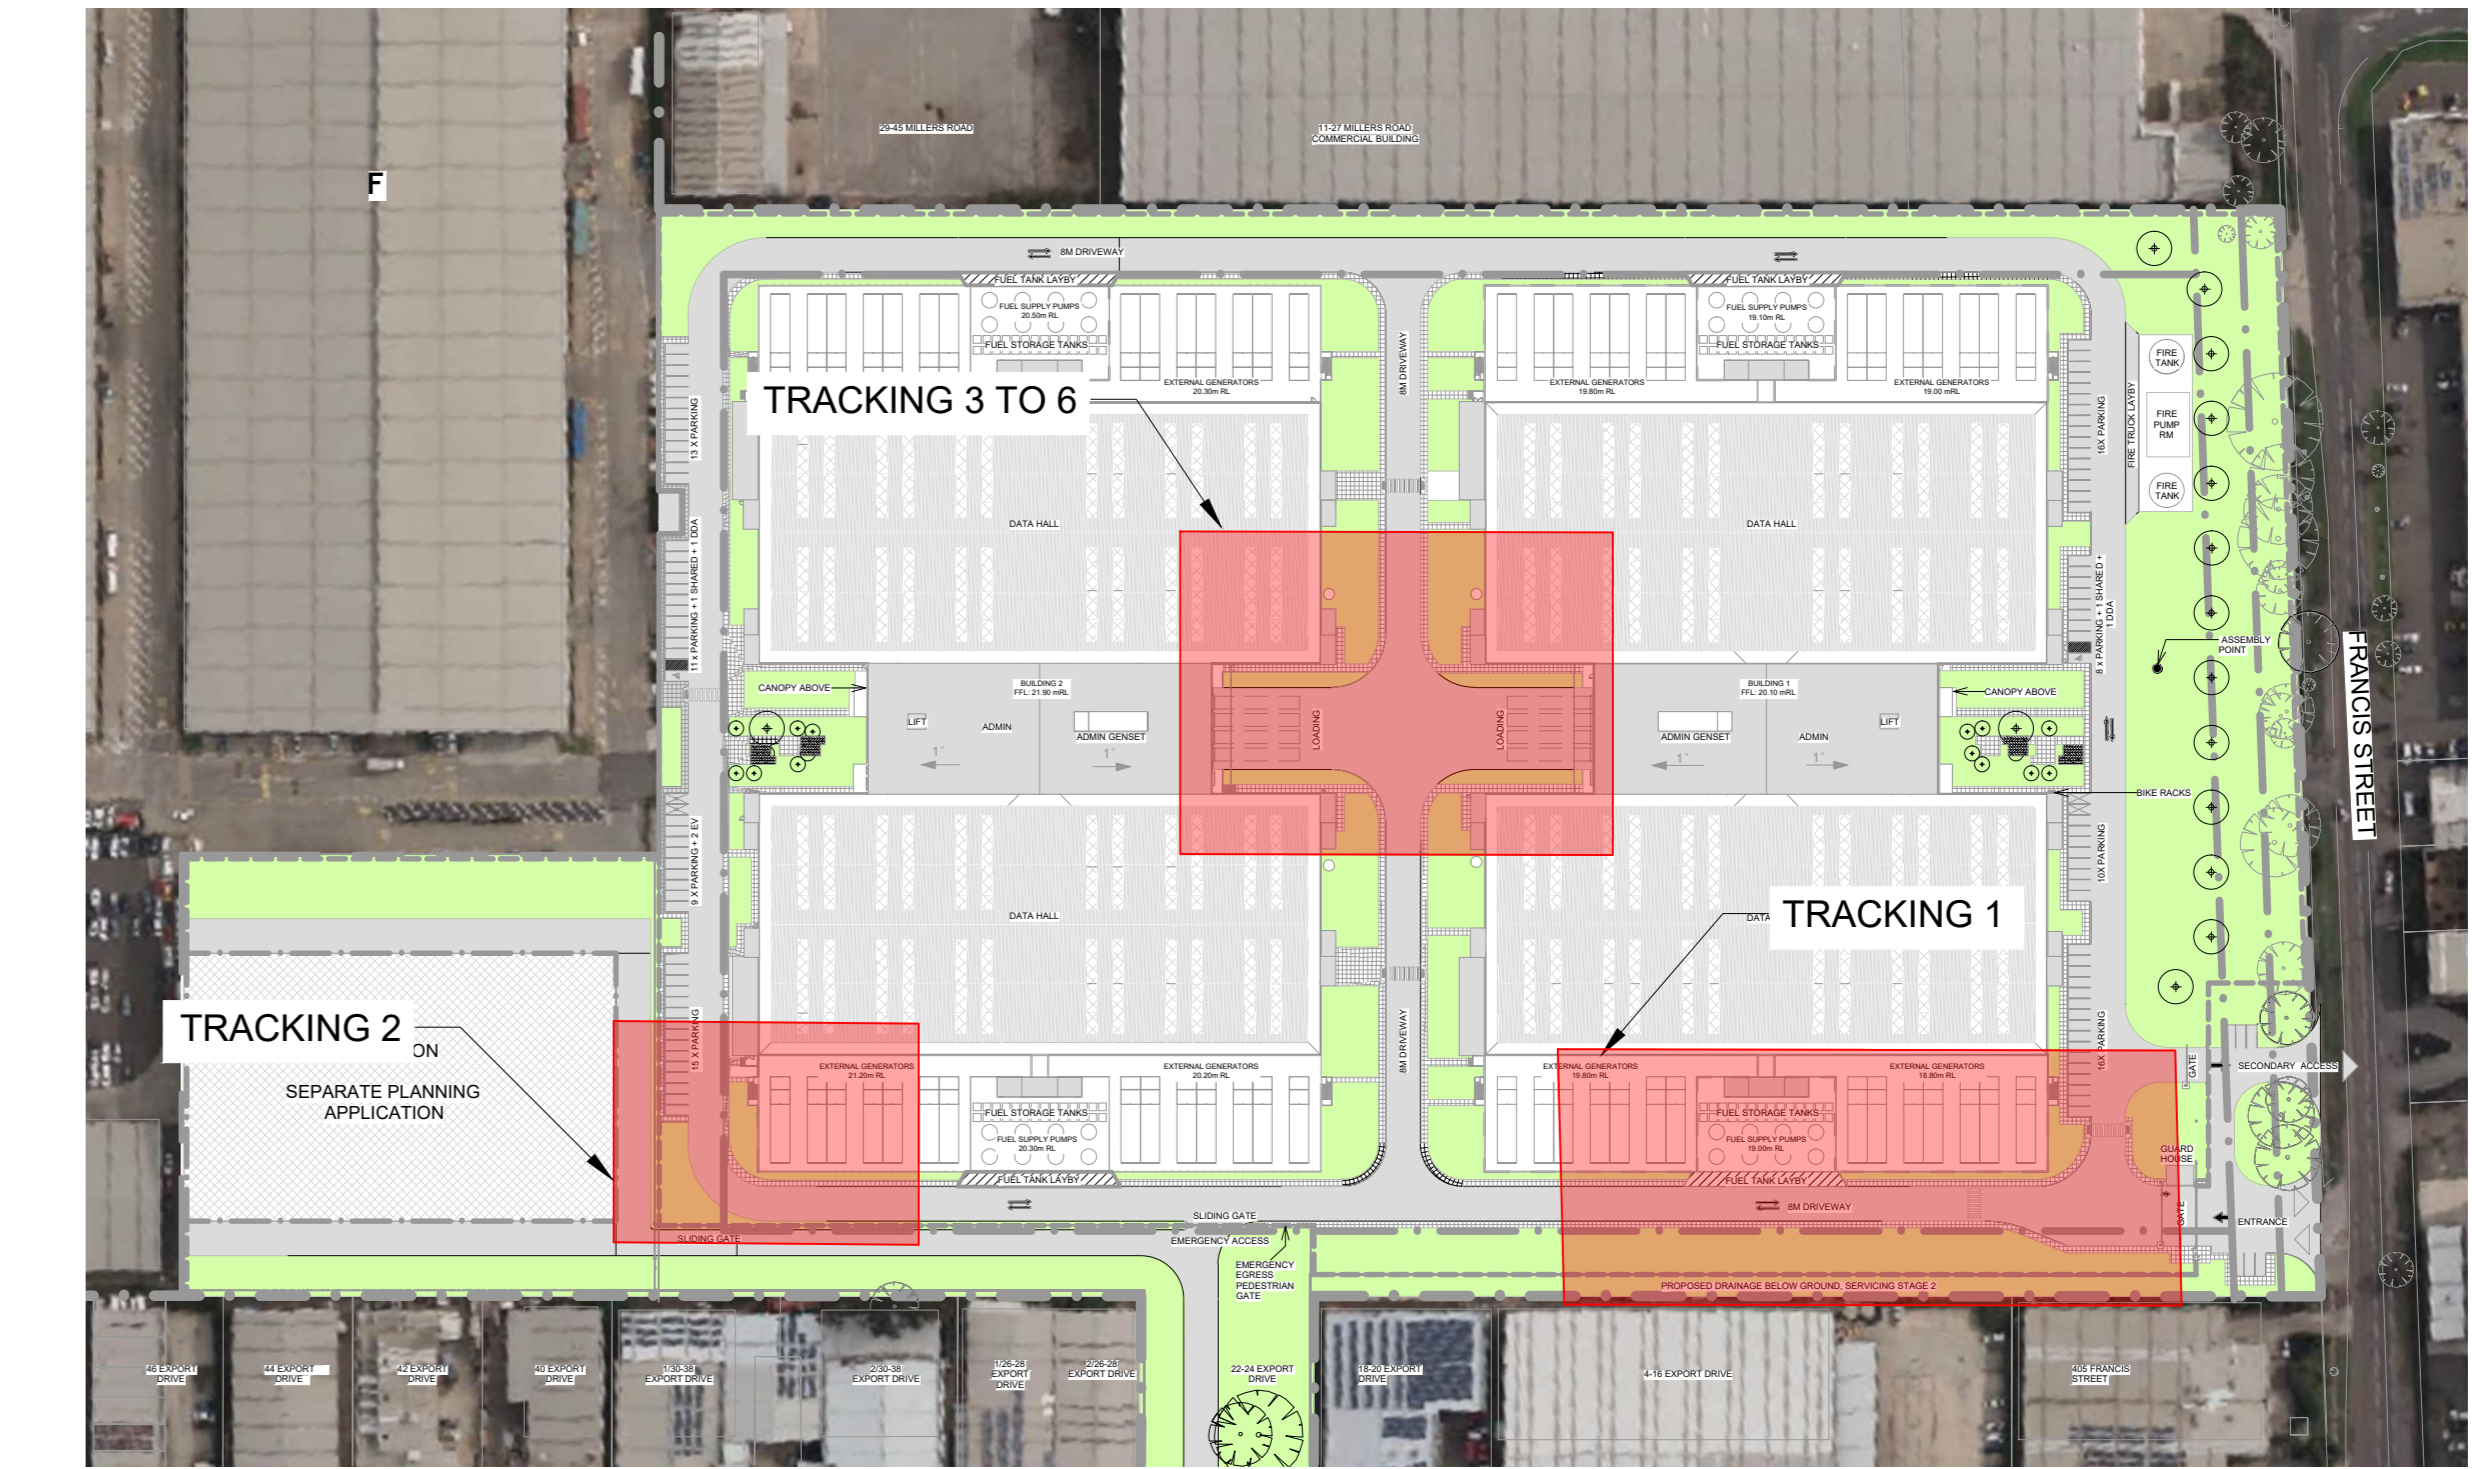 29-45 MILLERS ROAD
11-27 MILLERS ROAD
COMMERCIAL BUILDING
F
8M DRIVEWAY
FUEL TANK LAYBY
FUEL TANK LAYBY
FUEL SUPPLY PUMPS
20.50m RL
FUEL STORAGE TANKS
FUEL SUPPLY PUMPS
19.10m RL
FUEL STORAGE TANKS
EXTERNAL GENERATORS
20.30m RL
EXTERNAL GENERATORS
19.80m RL
EXTERNAL GENERATORS
19.00 mRL
8M DRIVEWAY
TRACKING 3 TO 6
13 X PARKING
16X PARKING
FIRE TRUCK LAYBY
FIRE
TANK
FIRE
PUMP
RM
FIRE
TANK
DATA HALL
DATA HALL
11 x PARKING + 1 SHARED + 1 DDA
8 x PARKING + 1 SHARED +
1 DDA
ASSEMBLY
POINT
FRANCIS STREET
CANOPY ABOVE
BUILDING 2
FFL: 21.90 mRL
BUILDING 1
FFL: 20.10 mRL
CANOPY ABOVE
LIFT
ADMIN
ADMIN GENSET
LOADING
LOADING
ADMIN GENSET
ADMIN
LIFT
1°
1°
1°
1°
BIKE RACKS
9 X PARKING + 2 EV
10X PARKING
DATA HALL
DATA
TRACKING 1
TRACKING 2
ON
SEPARATE PLANNING
APPLICATION
15 X PARKING
8M DRIVEWAY
16X PARKING
EXTERNAL GENERATORS
21.20m RL
EXTERNAL GENERATORS
20.20m RL
EXTERNAL GENERATORS
19.80m RL
EXTERNAL GENERATORS
18.80m RL
GATE
SECONDARY ACCESS
FUEL STORAGE TANKS
FUEL SUPPLY PUMPS
20.30m RL
FUEL TANK LAYBY
FUEL STORAGE TANKS
FUEL SUPPLY PUMPS
19.00m RL
FUEL TANK LAYBY
GUARD
HOUSE
8M DRIVEWAY
GATE
ENTRANCE
SLIDING GATE
SLIDING GATE
EMERGENCY ACCESS
EMERGENCY
EGRESS
PEDESTRIAN
GATE
PROPOSED DRAINAGE BELOW GROUND, SERVICING STAGE 2
46 EXPORT
DRIVE
44 EXPORT
DRIVE
42 EXPORT
DRIVE
40 EXPORT
DRIVE
1/30-38
EXPORT DRIVE
2/30-38
EXPORT DRIVE
1/26-28
EXPORT
DRIVE
2/26-28
EXPORT DRIVE
22-24 EXPORT
DRIVE
18-20 EXPORT
DRIVE
4-16 EXPORT DRIVE
405 FRANCIS
STREET